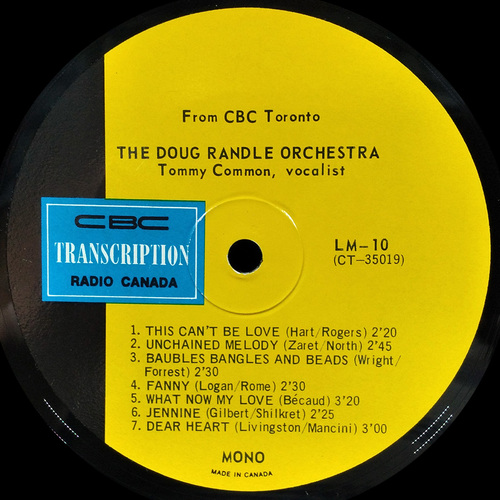 From CBC Toronto
THE DOUG RANDLE ORCHESTRA
Tommy Common, vocalist
CBC
TRANSCRIPTION
RADIO CANADA
LM-10
(CT-35019)
1. THIS CAN'T BE LOVE (Hart/Rogers) 2'20
2. UNCHAINED MELODY (Zaret/North) 2'45
3. BAUBLES BANGLES AND BEADS (Wright/
Forrest) 2'30
4. FANNY (Logan/Rome) 2'30
5. WHAT NOW MY LOVE (Bécaud) 3'20
6. JENNINE (Gilbert/Shilkret) 2'25
7. DEAR HEART (Livingston/Mancini) 3'00
MONO
MADE IN CANADA